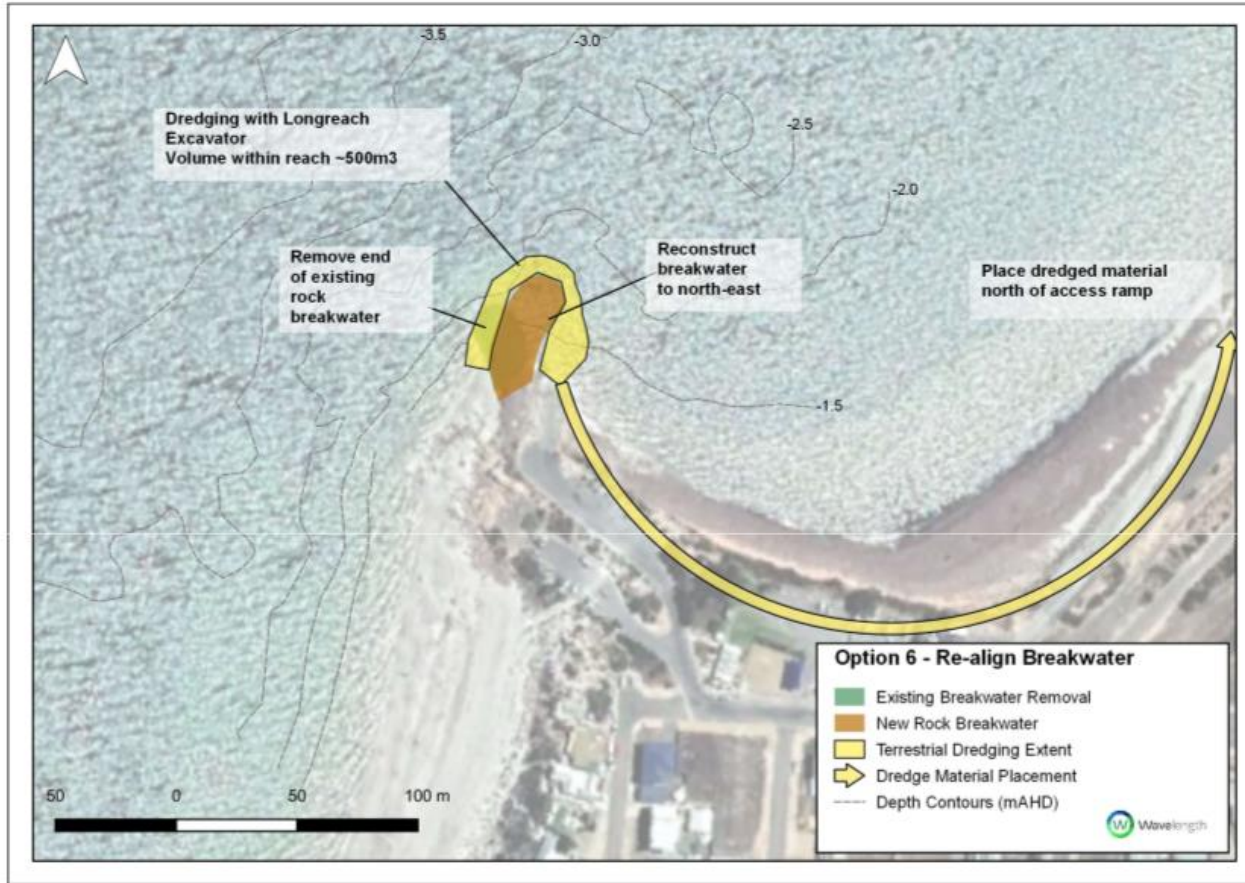 -3.5
-3.0
Dredging with Longreach
Excavator
Volume within reach ~500m3
-2.5
-2.0
Remove end
of existing
rock
breakwater
Reconstruct
breakwater
to north-east
Place dredged material
north of access ramp
-1.5
Option 6 - Re-align Breakwater
Existing Breakwater Removal
New Rock Breakwater
Terrestrial Dredging Extent
Dredge Material Placement
Depth Contours (mAHD)
50 0 50 100 m
W Wavelength